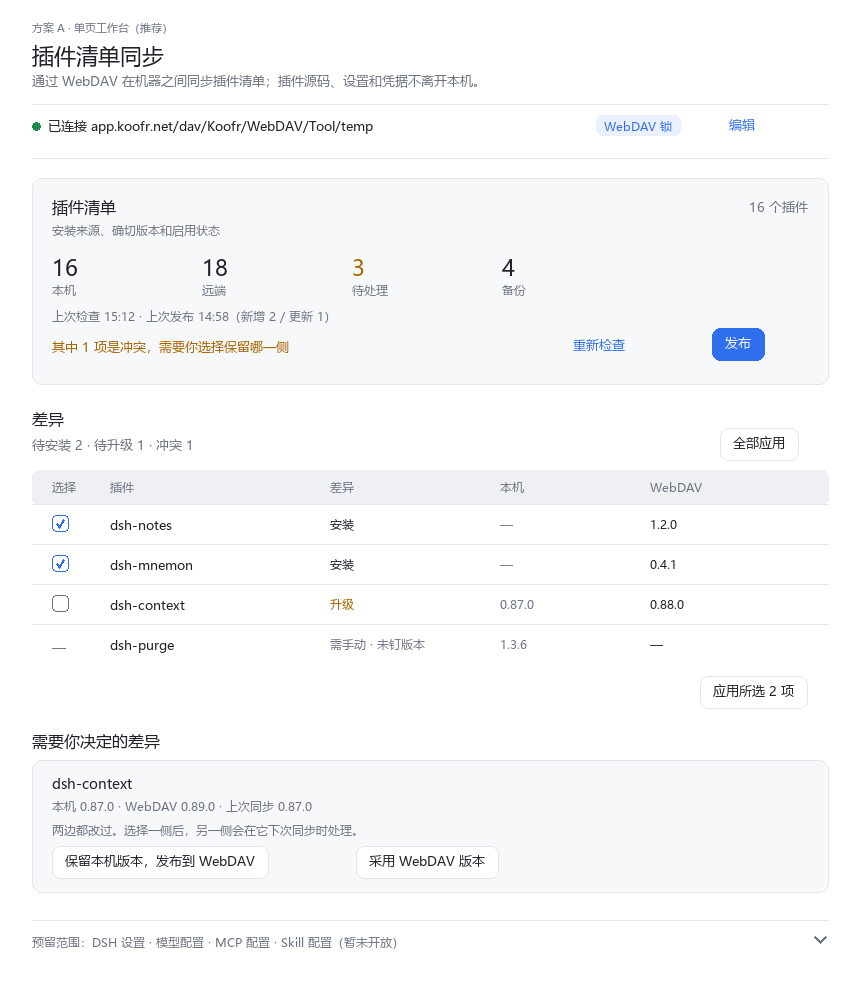 方案 A · 单页工作台（推荐）
插件清单同步
通过 WebDAV 在机器之间同步插件清单；插件源码、设置和凭据不离开本机。
已连接 app.koofr.net/dav/Koofr/WebDAV/Tool/temp WebDAV 锁 编辑
插件清单 16 个插件
安装来源、确切版本和启用状态
16 18 3 4
本机 远端 待处理 备份
上次检查 15:12 · 上次发布 14:58（新增 2 / 更新 1）
其中 1 项是冲突，需要你选择保留哪一侧 重新检查 发布
差异
待安装 2 · 待升级 1 · 冲突 1 全部应用
选择 插件 差异 本机 WebDAV
dsh-notes 安装 — 1.2.0
dsh-mnemon 安装 — 0.4.1
dsh-context 升级 0.87.0 0.88.0
— dsh-purge 需手动 · 未钉版本 1.3.6 —
应用所选 2 项
需要你决定的差异
dsh-context
本机 0.87.0 · WebDAV 0.89.0 · 上次同步 0.87.0
两边都改过。选择一侧后，另一侧会在它下次同步时处理。
保留本机版本，发布到 WebDAV 采用 WebDAV 版本
预留范围：DSH 设置 · 模型配置 · MCP 配置 · Skill 配置（暂未开放）